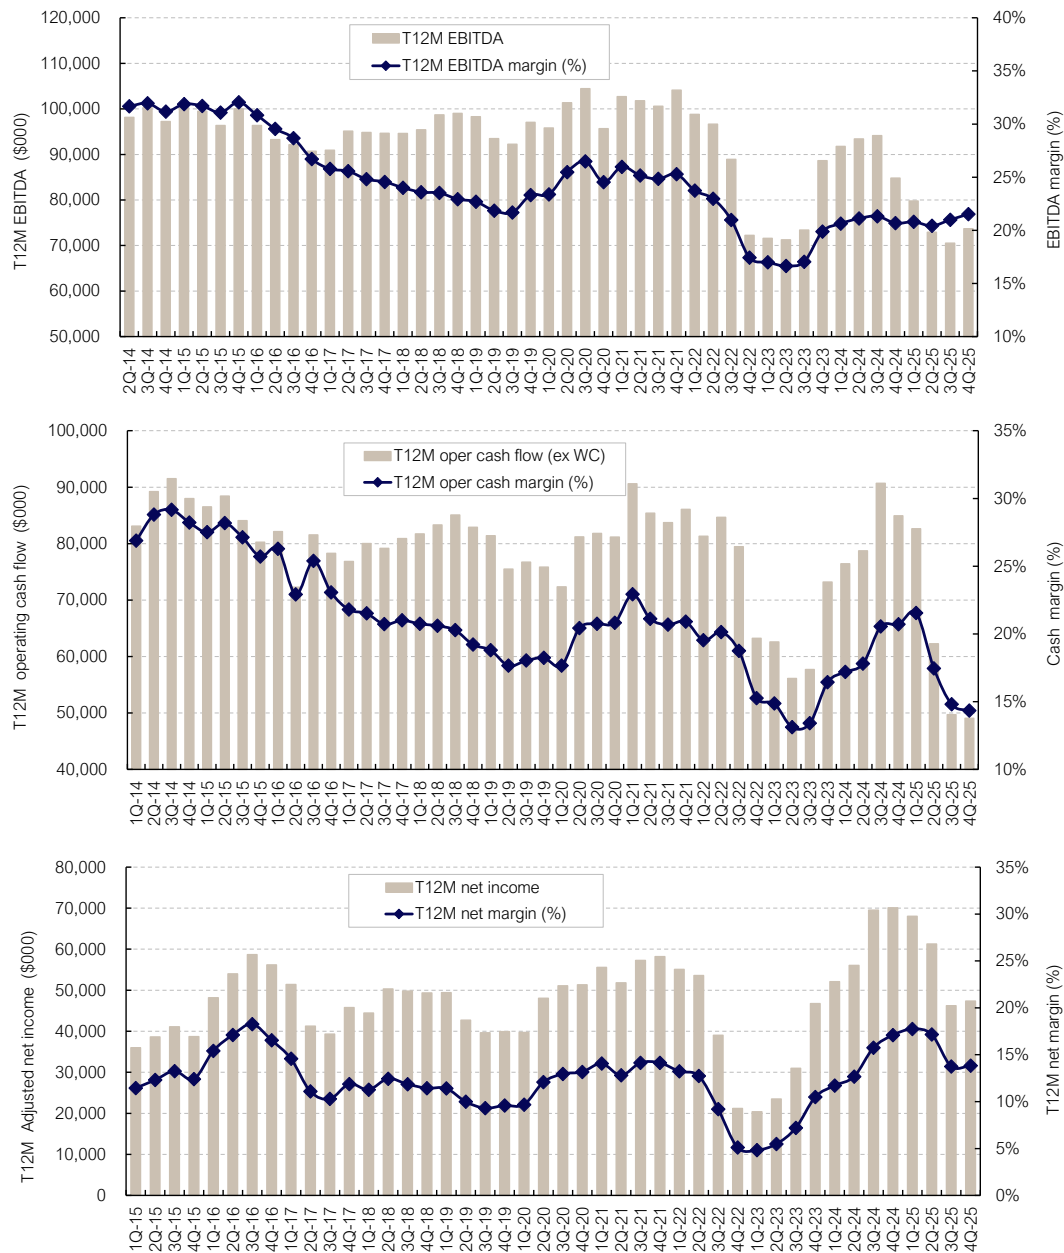 120,000 40%
T12M EBITDA
T12M EBITDA margin (%)
110,000 35%
100,000 30%
90,000 25%
80,000 20%
70,000 15%
60,000 10%
50,000
T12M EBITDA ($000)
EBITDA margin (%)
2Q-14 3Q-14 4Q-14 1Q-15 2Q-15 3Q-15 4Q-15 1Q-16 2Q-16 3Q-16 4Q-16 1Q-17 2Q-17 3Q-17 4Q-17 1Q-18 2Q-18 3Q-18 4Q-18 1Q-19 2Q-19 3Q-19 4Q-19 1Q-20 2Q-20 3Q-20 4Q-20 1Q-21 2Q-21 3Q-21 4Q-21 1Q-22 2Q-22 3Q-22 4Q-22 1Q-23 2Q-23 3Q-23 4Q-23 1Q-24 2Q-24 3Q-24 4Q-24 1Q-25 2Q-25 3Q-25 4Q-25
100,000 35%
T12M oper cash flow (ex WC)
T12M oper cash margin (%)
90,000 30%
80,000 25%
70,000 20%
60,000 15%
50,000 10%
40,000
T12M operating cash flow ($000)
Cash margin (%)
1Q-14 2Q-14 3Q-14 4Q-14 1Q-15 2Q-15 3Q-15 4Q-15 1Q-16 2Q-16 3Q-16 4Q-16 1Q-17 2Q-17 3Q-17 4Q-17 1Q-18 2Q-18 3Q-18 4Q-18 1Q-19 2Q-19 3Q-19 4Q-19 1Q-20 2Q-20 3Q-20 4Q-20 1Q-21 2Q-21 3Q-21 4Q-21 1Q-22 2Q-22 3Q-22 4Q-22 1Q-23 2Q-23 3Q-23 4Q-23 1Q-24 2Q-24 3Q-24 4Q-24 1Q-25 2Q-25 3Q-25 4Q-25
80,000 35%
T12M net income
T12M net margin (%)
70,000 30%
60,000 25%
50,000 20%
40,000 15%
30,000 10%
20,000 5%
10,000 0%
0
T12M Adjusted net income ($000)
T12M net margin (%)
1Q-15 2Q-15 3Q-15 4Q-15 1Q-16 2Q-16 3Q-16 4Q-16 1Q-17 2Q-17 3Q-17 4Q-17 1Q-18 2Q-18 3Q-18 4Q-18 1Q-19 2Q-19 3Q-19 4Q-19 1Q-20 2Q-20 3Q-20 4Q-20 1Q-21 2Q-21 3Q-21 4Q-21 1Q-22 2Q-22 3Q-22 4Q-22 1Q-23 2Q-23 3Q-23 4Q-23 1Q-24 2Q-24 3Q-24 4Q-24 1Q-25 2Q-25 3Q-25 4Q-25